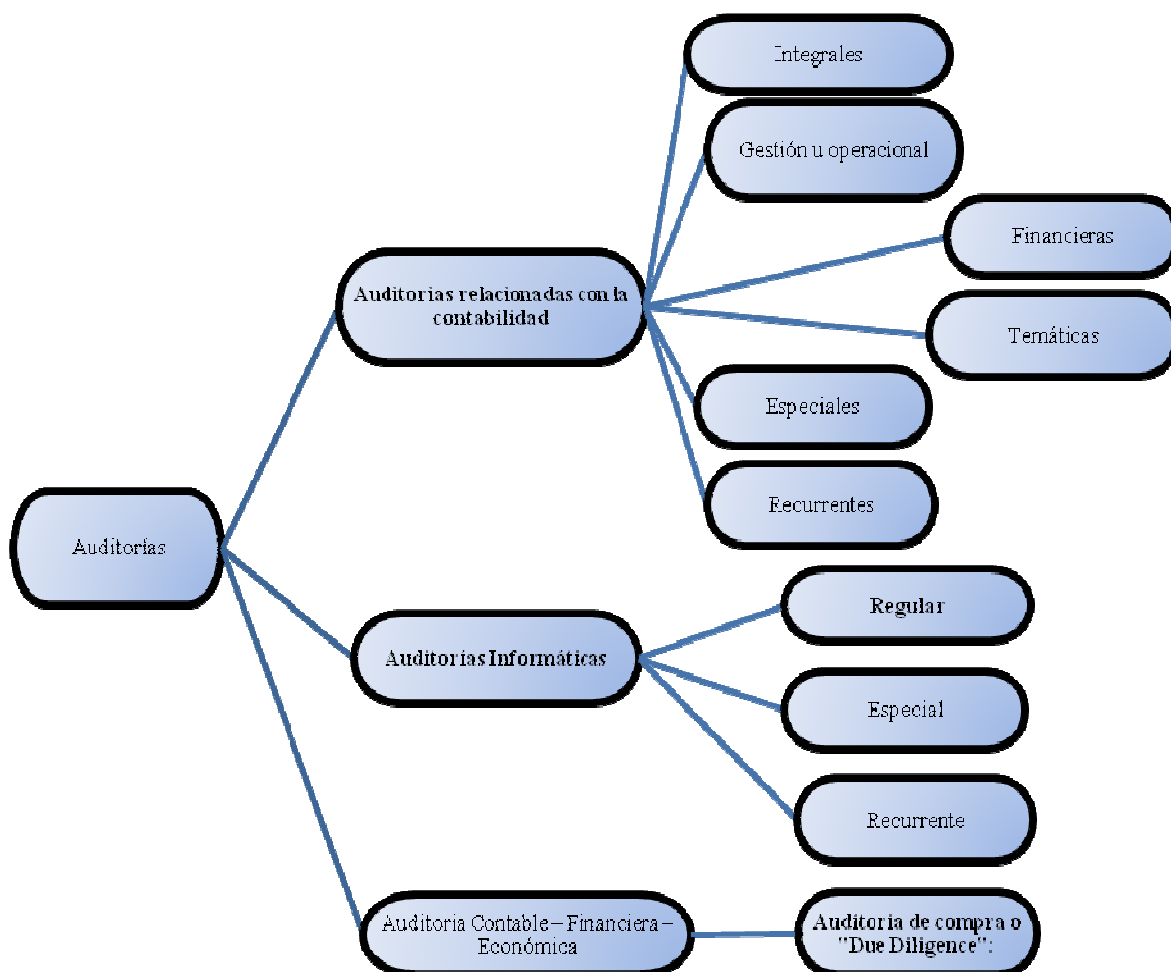 Integrales
Gestión u operacional
Financieras
Auditorias relacionadas con la
contabilidad
Temáticas
Especiales
Recurrentes
Auditorías
Regular
Auditorías Informáticas
Especial
Recurrente
Auditoria Contable – Financiera –
Económica
Auditoria de compra o
"Due Diligence":